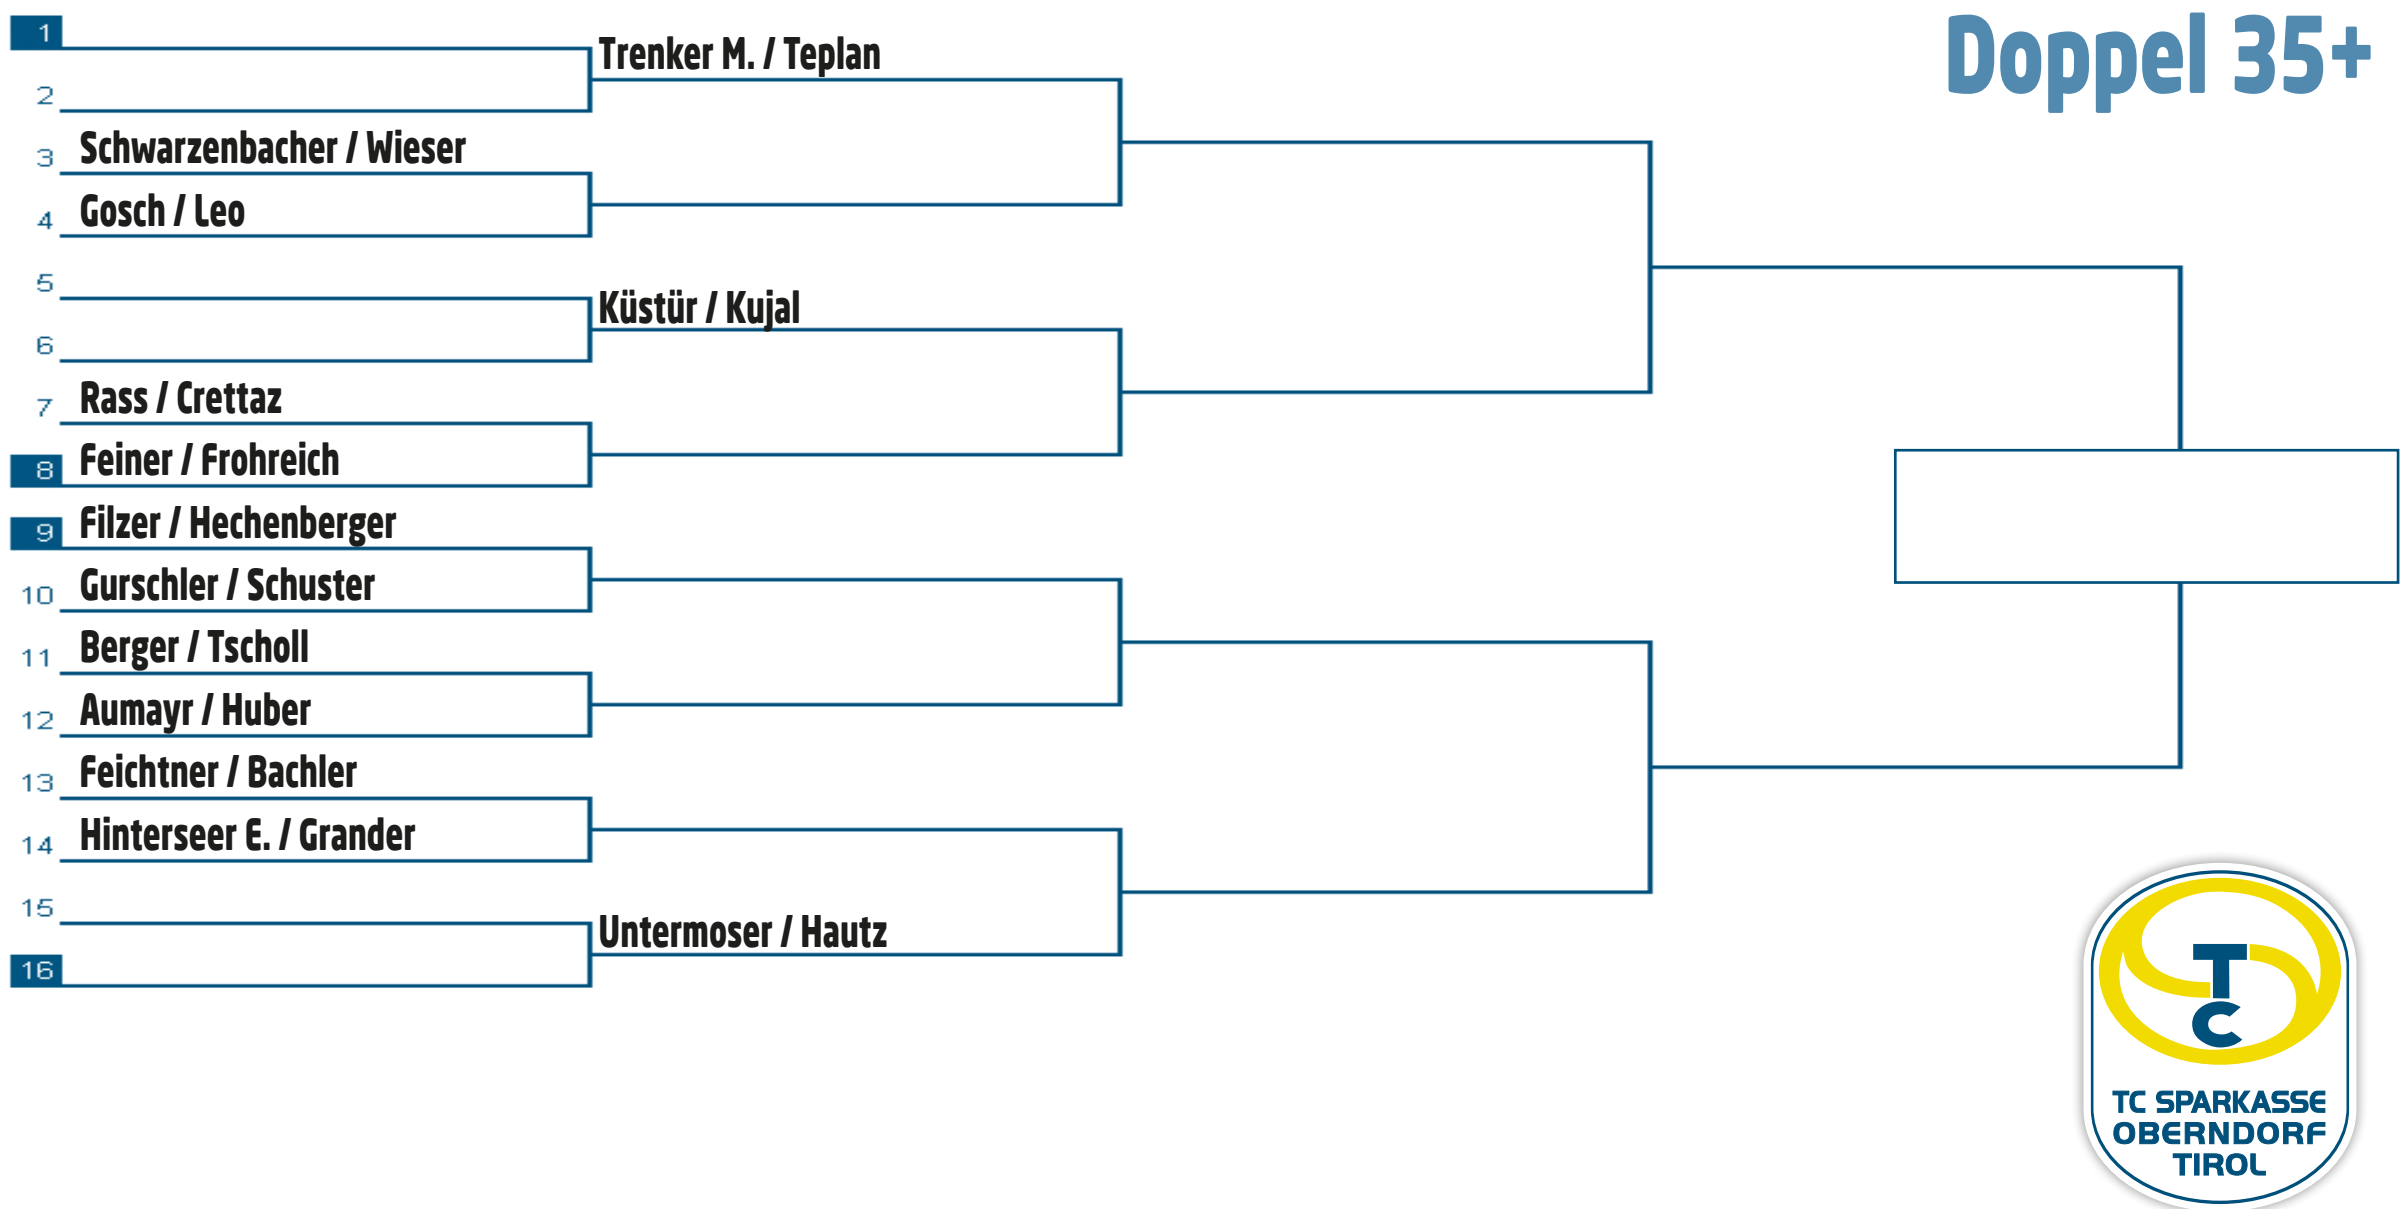 Doppel 35+
1
Trenker M. / Teplan
2
3 Schwarzenbacher / Wieser
4 Gosch / Leo
5
Küstür / Kujal
6
7 Rass / Crettaz
8 Feiner / Frohreich
9 Filzer / Hechenberger
10 Gurschler / Schuster
11 Berger / Tscholl
12 Aumayr / Huber
13 Feichtner / Bachler
14 Hinterseer E. / Grander
15
Untermoser / Hautz
16
TC
TC SPARKASSE
OBERNDORF
TIROL